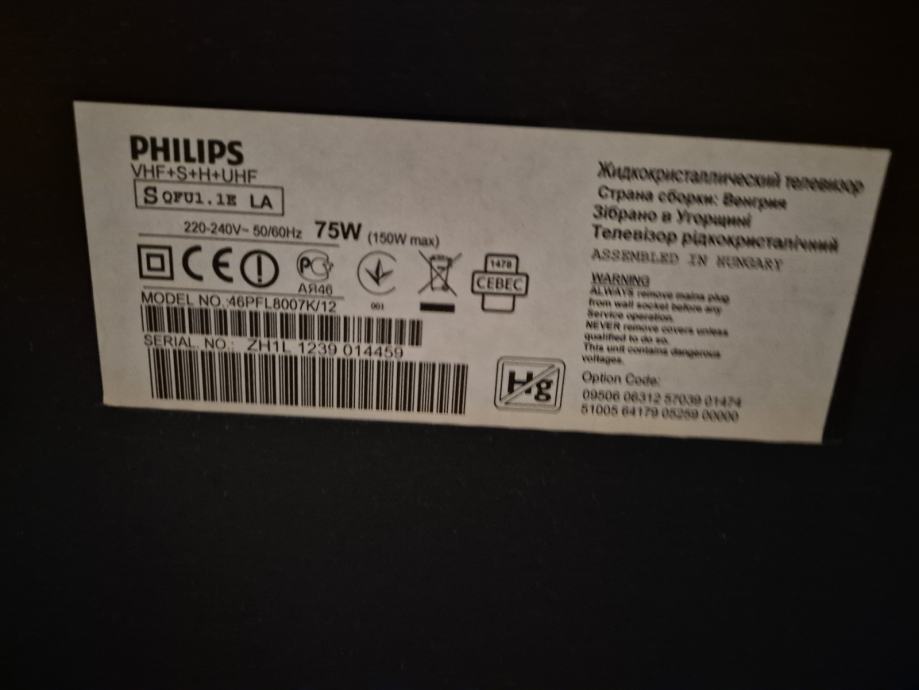 PHILIPS
VHF+S+H+UHF
S QFU1.1E LA
220-240V~ 50/60Hz 75W (150W max)
АЯ46
001
1478
CEBEC
MODEL NO.:46PFL8007K/12
SERIAL NO.: ZH1L 1239 014459
Hg
Жидкокристаллический телевизор
Страна сборки: Венгрия
Зібрано в Угорщині
Телевізор рідкокристалічний
ASSEMBLED IN HUNGARY
WARNING
ALWAYS remove mains plug
from wall socket before any
Service operation.
NEVER remove covers unless
qualified to do so.
This unit contains dangerous
voltages.
Option Code:
09506 06312 57039 01474
51005 64179 05259 00000